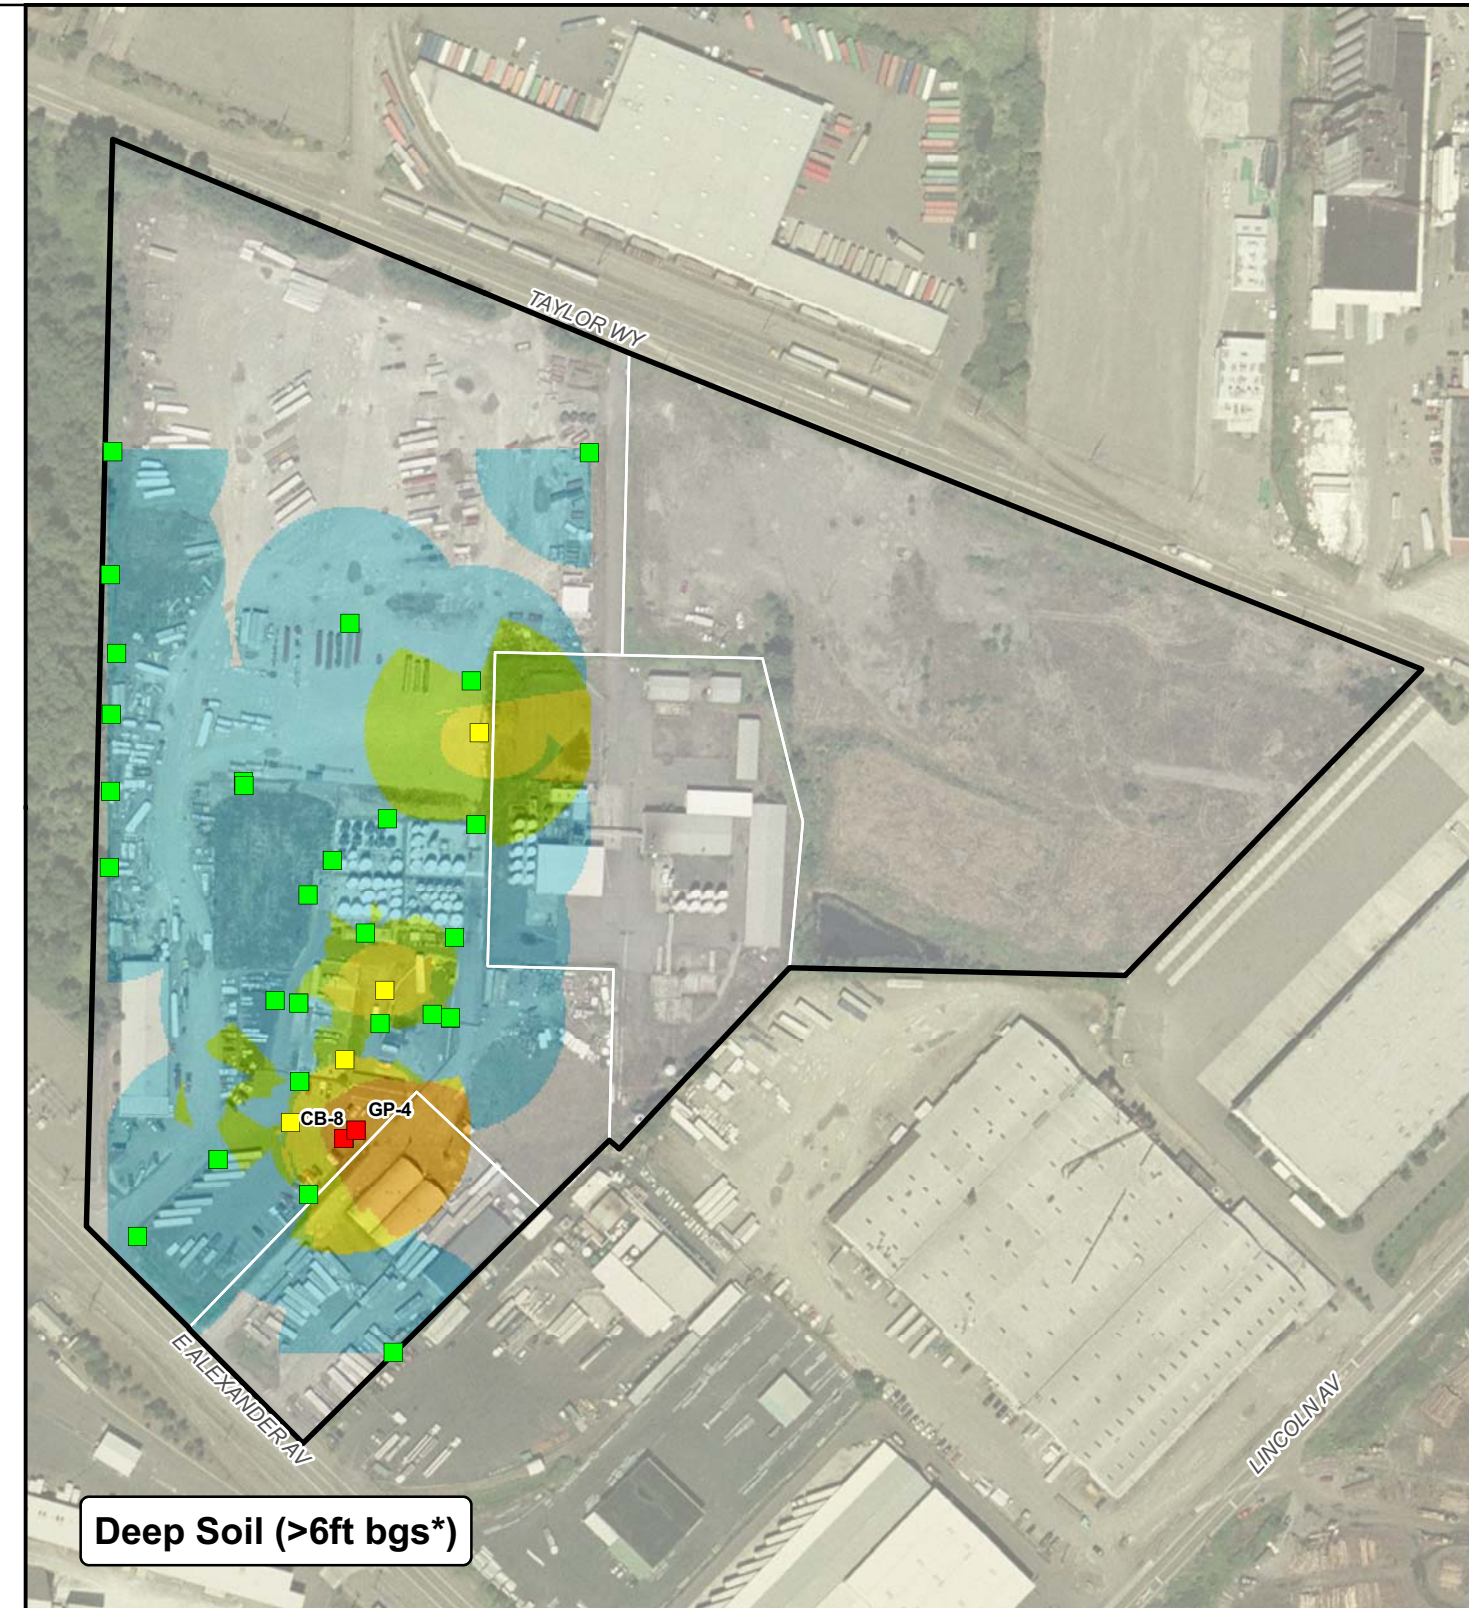 TAYLOR WY
CB-8
GP-4
E ALEXANDER AV
LINCOLN AV
Deep Soil (>6ft bgs*)